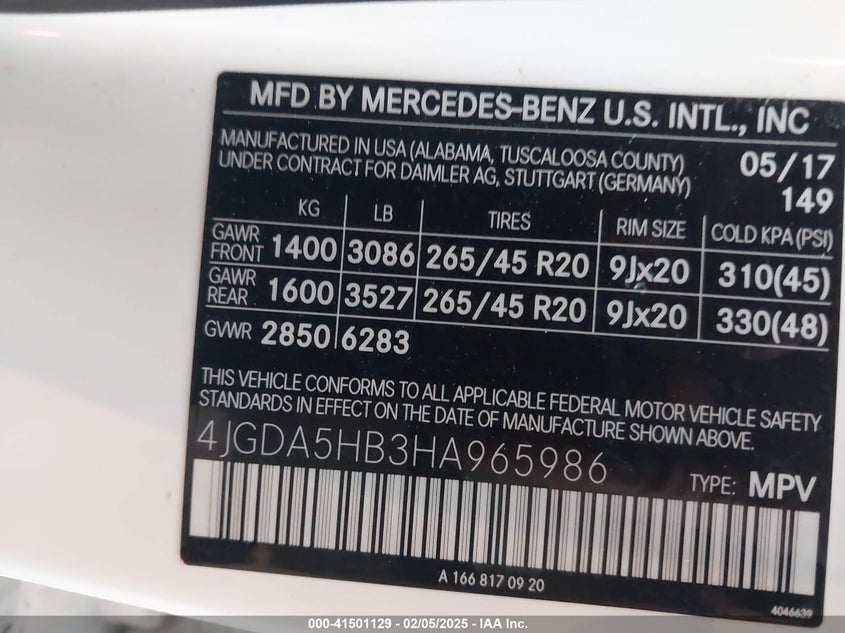 MFD BY MERCEDES-BENZ U.S. INTL., INC
MANUFACTURED IN USA (ALABAMA, TUSCALOOSA COUNTY) 05/17
UNDER CONTRACT FOR DAIMLER AG, STUTTGART (GERMANY) 149
KG LB TIRES RIM SIZE COLD KPA (PSI)
GAWR FRONT 1400 3086 265/45 R20 9Jx20 310(45)
GAWR REAR 1600 3527 265/45 R20 9Jx20 330(48)
GVWR 2850 6283
THIS VEHICLE CONFORMS TO ALL APPLICABLE FEDERAL MOTOR VEHICLE SAFETY
STANDARDS IN EFFECT ON THE DATE OF MANUFACTURE SHOWN ABOVE.
4JGDA5HB3HA965986
TYPE: MPV
A 166 817 09 20
4046639
000-41501129 - 02/05/2025 - IAA Inc.